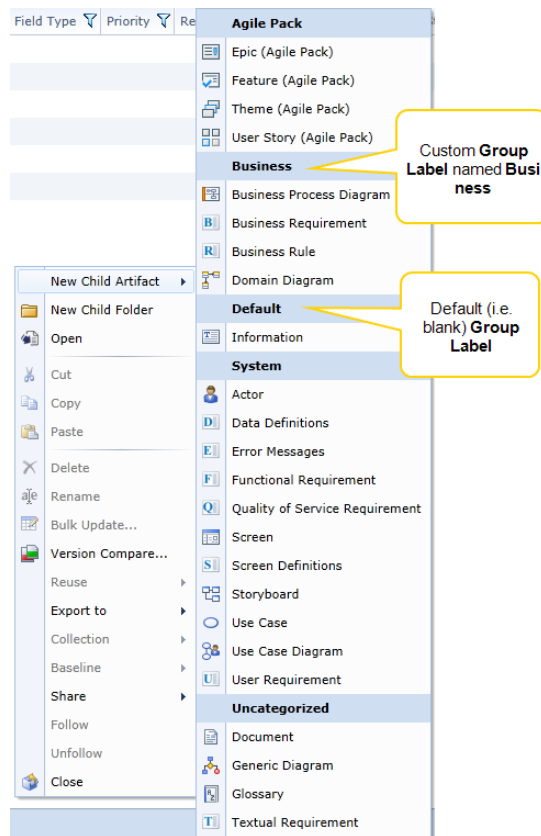 Field Type Priority Re
Agile Pack
Epic (Agile Pack)
Feature (Agile Pack)
Theme (Agile Pack)
User Story (Agile Pack)
Business
Business Process Diagram
Business Requirement
Business Rule
Domain Diagram
Default
Information
System
Actor
Data Definitions
Error Messages
Functional Requirement
Quality of Service Requirement
Screen
Screen Definitions
Storyboard
Use Case
Use Case Diagram
User Requirement
Uncategorized
Document
Generic Diagram
Glossary
Textual Requirement
Custom Group
Label named Busi
ness
Default (i.e.
blank) Group
Label
New Child Artifact
New Child Folder
Open
Cut
Copy
Paste
Delete
Rename
Bulk Update...
Version Compare...
Reuse
Export to
Collection
Baseline
Share
Follow
Unfollow
Close